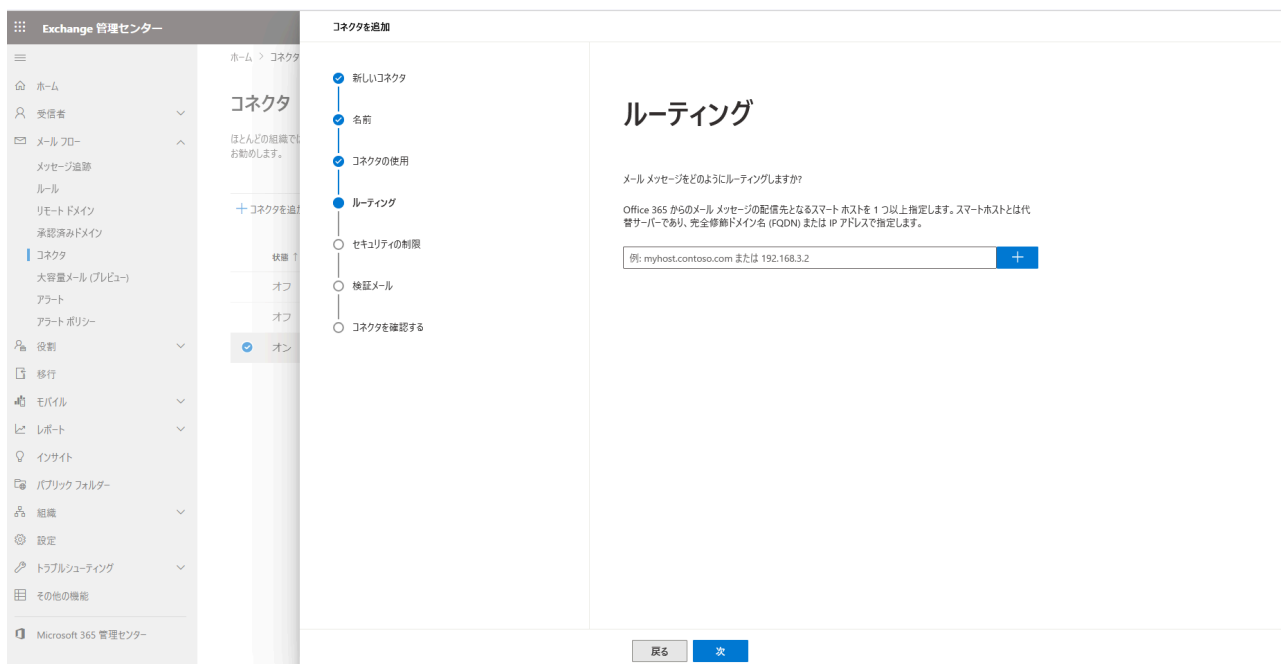 Exchange 管理センター
コネクタを追加
ホーム > コネクタ
ホーム
受信者
メール フロー
メッセージ追跡
ルール
リモート ドメイン
承認済みドメイン
コネクタ
大容量メール (プレビュー)
アラート
アラート ポリシー
役割
移行
モバイル
レポート
インサイト
パブリック フォルダー
組織
設定
トラブルシューティング
その他の機能
Microsoft 365 管理センター
コネクタ
ほとんどの組織では
お勧めします。
コネクタを追加
状態 ↑
オフ
オフ
オン
新しいコネクタ
名前
コネクタの使用
ルーティング
セキュリティの制限
検証メール
コネクタを確認する
ルーティング
メール メッセージをどのようにルーティングしますか?
Office 365 からのメール メッセージの配信先となるスマート ホストを 1 つ以上指定します。スマートホストとは代
替サーバーであり、完全修飾ドメイン名 (FQDN) または IP アドレスで指定します。
例: myhost.contoso.com または 192.168.3.2
戻る
次